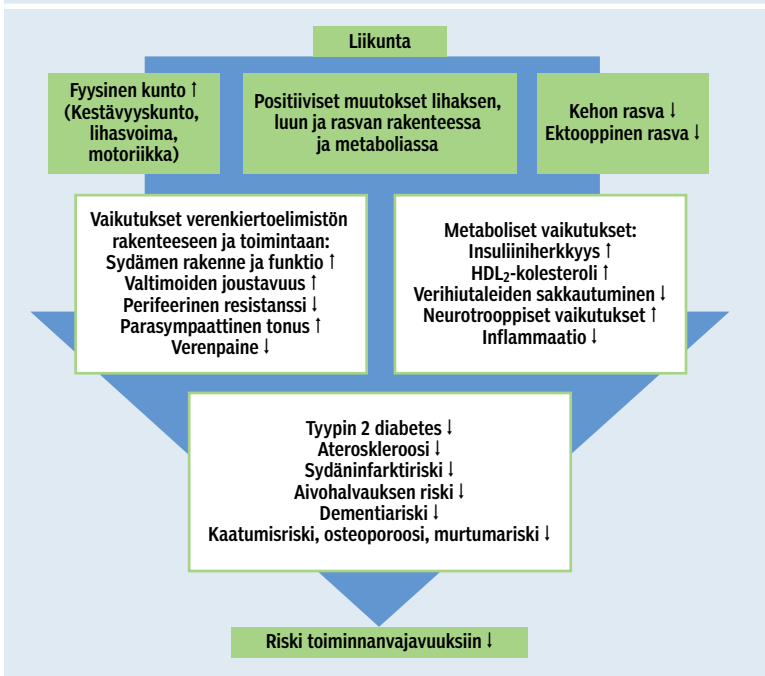 Liikunta
Fyysinen kunto ↑
(Kestävyyskunto,
lihasvoima,
motoriikka)
Positiiviset muutokset lihaksen,
luun ja rasvan rakenteessa
ja metaboliassa
Kehon rasva ↓
Ektooppinen rasva ↓
Vaikutukset verenkiertoelimistön
rakenteeseen ja toimintaan:
Sydämen rakenne ja funktio ↑
Valtimoiden joustavuus ↑
Perifeerinen resistanssi ↓
Parasympaattinen tonus ↑
Verenpaine ↓
Metaboliset vaikutukset:
Insuliiniherkkyys ↑
HDL₂-kolesteroli ↑
Verihiutaleiden sakkautuminen ↓
Neurotrooppiset vaikutukset ↑
Inflammaatio ↓
Tyypin 2 diabetes ↓
Ateroskleroosi ↓
Sydäninfarktiriski ↓
Aivohalvauksen riski ↓
Dementiariski ↓
Kaatumisriski, osteoporoosi, murtumariski ↓
Riski toiminnanvajavuuksiin ↓